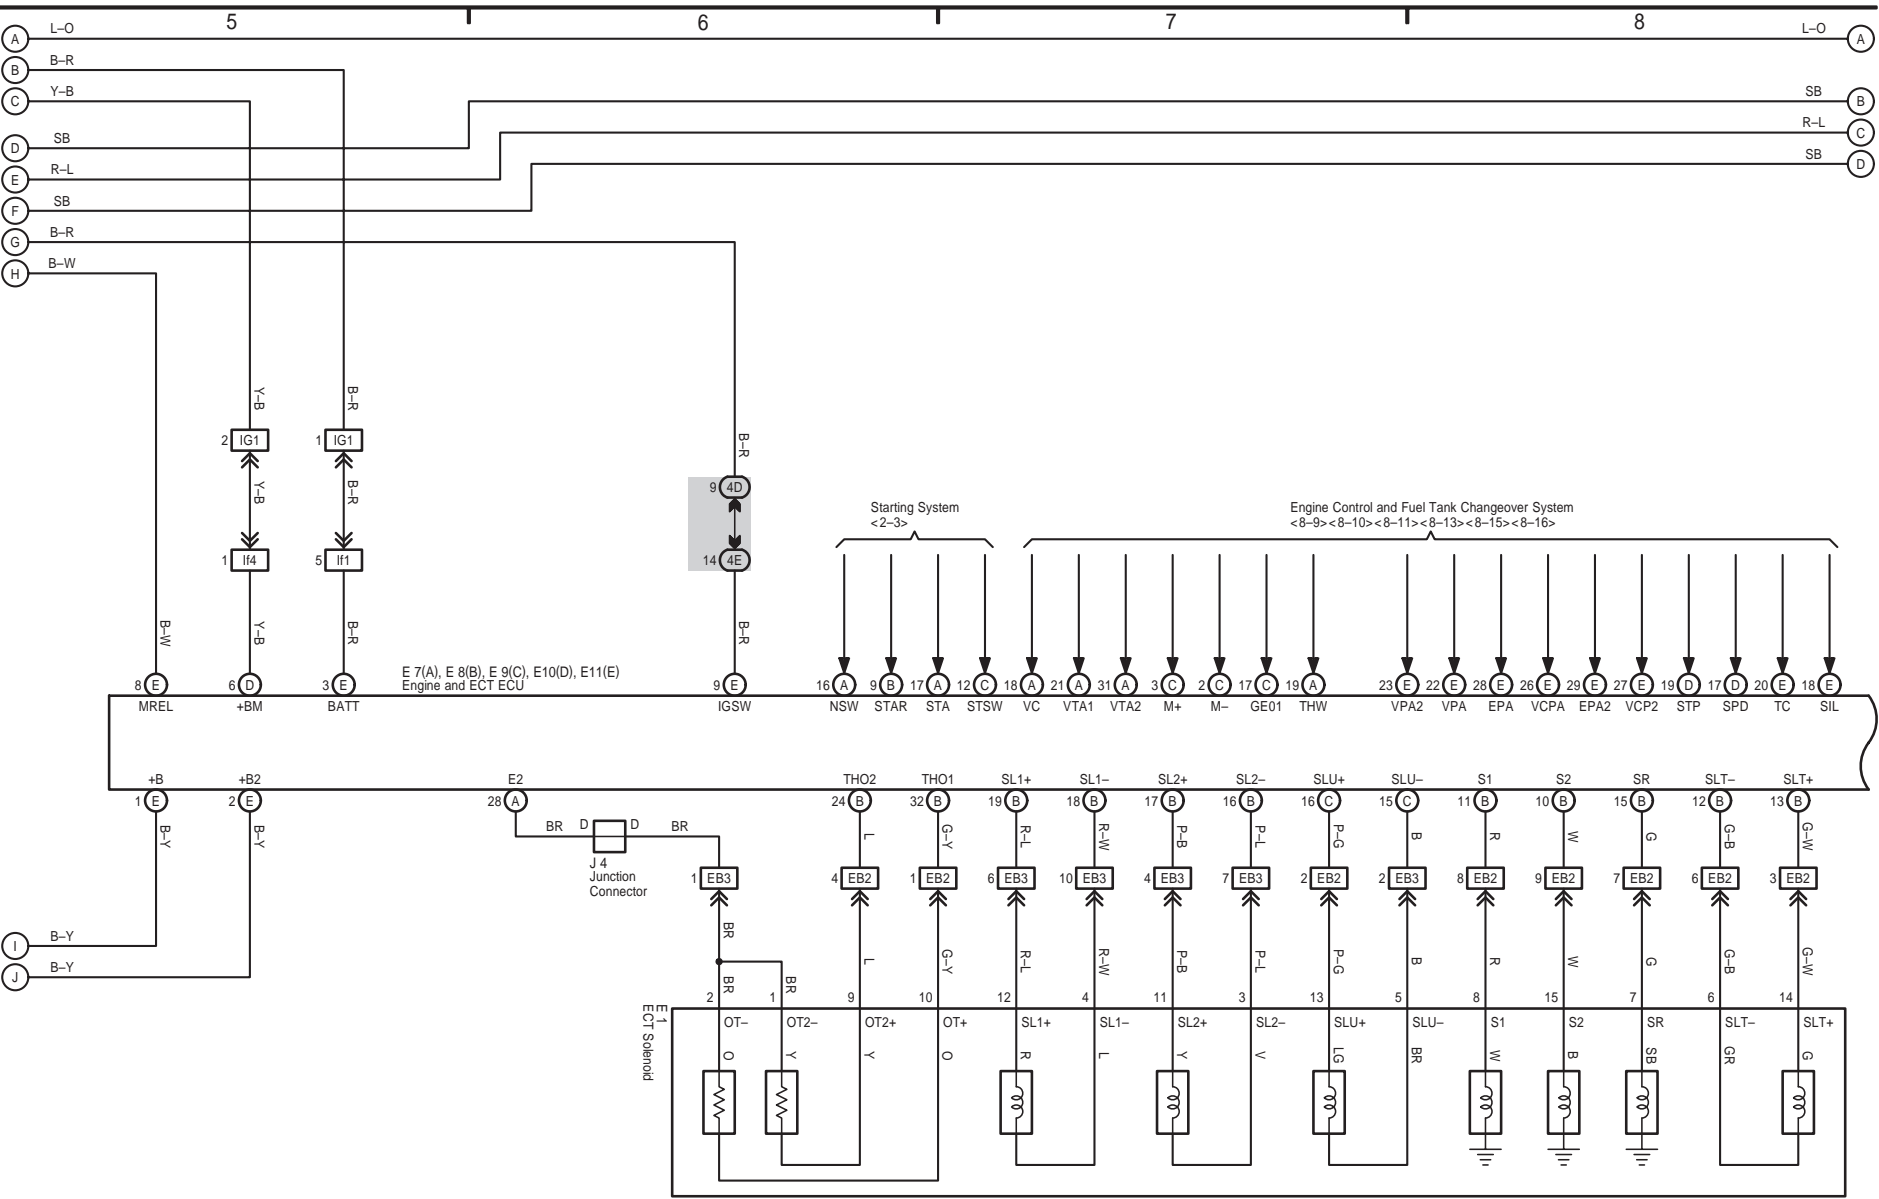 5 6 7 8
A L–O L–O A
B B–R
C Y–B SB B
R–L C
D SB
SB D
E R–L
F SB
G B–R
H B–W
Y–B B–R
2 IG1 1 IG1
B–R
Y–B B–R
9 4D
Starting System
<2–3>
Engine Control and Fuel Tank Changeover System
<8–9><8–10><8–11><8–13><8–15><8–16>
1 If4 5 If1 14 4E
B–W Y–B B–R B–R
E 7(A), E 8(B), E 9(C), E10(D), E11(E)
Engine and ECT ECU
8 E 6 D 3 E 9 E 16 A 9 B 17 A 12 C 18 A 21 A 31 A 3 C 2 C 17 C 19 A 23 E 22 E 28 E 26 E 29 E 27 E 19 D 17 D 20 E 18 E
MREL +BM BATT IGSW NSW STAR STA STSW VC VTA1 VTA2 M+ M– GE01 THW VPA2 VPA EPA VCPA EPA2 VCP2 STP SPD TC SIL
+B +B2 E2 THO2 THO1 SL1+ SL1– SL2+ SL2– SLU+ SLU– S1 S2 SR SLT– SLT+
1 E 2 E 28 A 24 B 32 B 19 B 18 B 17 B 16 B 16 C 15 C 11 B 10 B 15 B 12 B 13 B
B–Y B–Y BR D D BR L G–Y R–L R–W P–B P–L P–G B R W G G–B G–W
J 4
Junction
Connector
1 EB3 4 EB2 1 EB2 6 EB3 10 EB3 4 EB3 7 EB3 2 EB2 2 EB3 8 EB2 9 EB2 7 EB2 6 EB2 3 EB2
BR
I B–Y
L G–Y R–L R–W P–B P–L P–G B R W G G–B G–W
J B–Y
BR BR
2 1 9 10 12 4 11 3 13 5 8 15 7 6 14
E 1
ECT Solenoid
OT– OT2– OT2+ OT+ SL1+ SL1– SL2+ SL2– SLU+ SLU– S1 S2 SR SLT– SLT+
O Y Y O R L Y V LG BR W B SB GR G